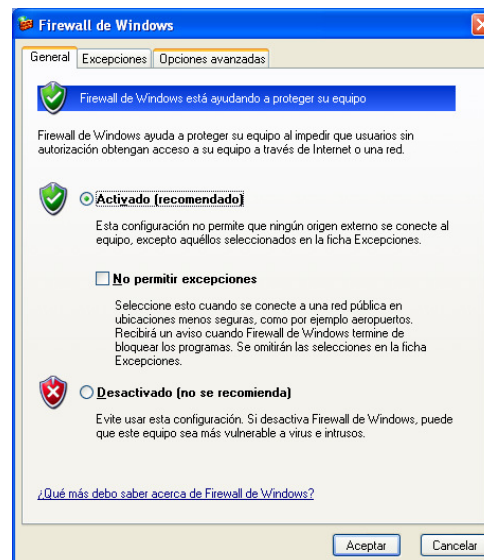 Firewall de Windows
General Excepciones Opciones avanzadas
Firewall de Windows está ayudando a proteger su equipo
Firewall de Windows ayuda a proteger su equipo al impedir que usuarios sin
autorización obtengan acceso a su equipo a través de Internet o una red.
Activado (recomendado)
Esta configuración no permite que ningún origen externo se conecte al
equipo, excepto aquéllos seleccionados en la ficha Excepciones.
No permitir excepciones
Seleccione esto cuando se conecte a una red pública en
ubicaciones menos seguras, como por ejemplo aeropuertos.
Recibirá un aviso cuando Firewall de Windows termine de
bloquear los programas. Se omitirán las selecciones en la ficha
Excepciones.
Desactivado (no se recomienda)
Evite usar esta configuración. Si desactiva Firewall de Windows, puede
que este equipo sea más vulnerable a virus e intrusos.
¿Qué más debo saber acerca de Firewall de Windows?
Aceptar Cancelar